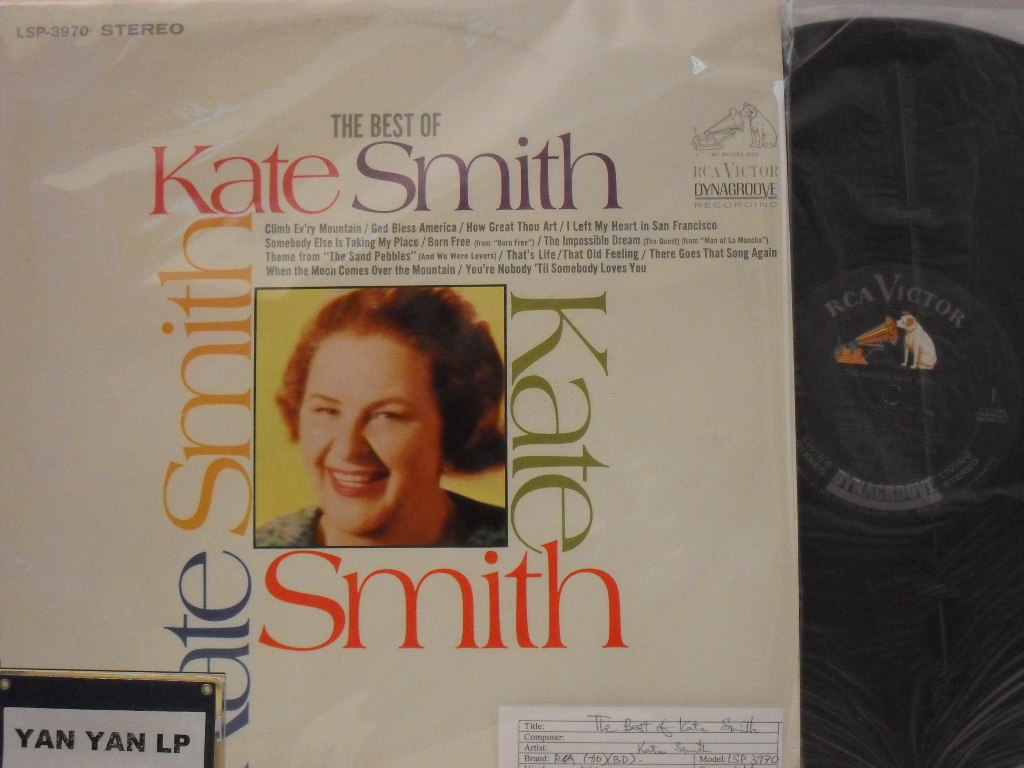 LSP-3970 STEREO
THE BEST OF
Kate Smith
RCA VICTOR
DYNAGROOVE
RECORDING
Climb Ev'ry Mountain / God Bless America / How Great Thou Art / I Left My Heart in San Francisco
Somebody Else Is Taking My Place / Born Free (from "Born Free") / The Impossible Dream (The Quest) (from "Man of La Mancha")
Theme from "The Sand Pebbles" (And We Were Lovers) / That's Life / That Old Feeling / There Goes That Song Again
When the Moon Comes Over the Mountain / You're Nobody 'Til Somebody Loves You
Kate
Smith
Kate Smith
RCA VICTOR
DYNAGROOVE
YAN YAN LP
Title: The Best of Kate Smith
Composer:
Artist: Kate Smith
Brand: RCA (70)(BD). Model: LSP 3970